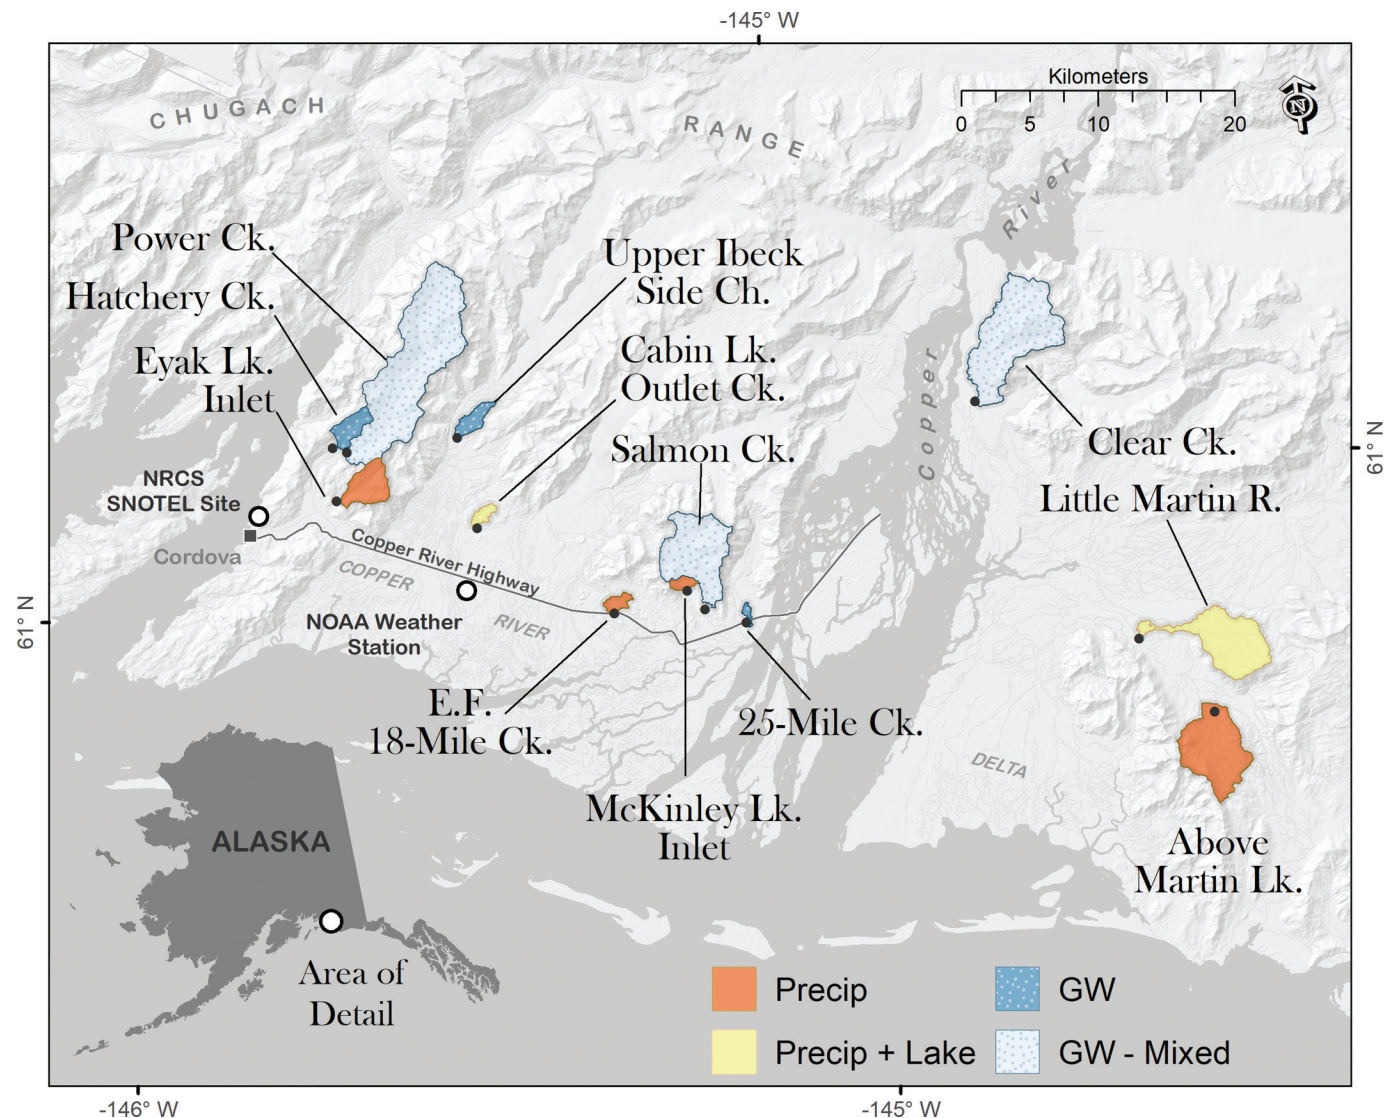 -145° W
Kilometers
0 5 10 20
N
CHUGACH
RANGE
River
Copper
Power Ck.
Hatchery Ck.
Eyak Lk.
Inlet
Upper Ibeck
Side Ch.
Cabin Lk.
Outlet Ck.
Salmon Ck.
Clear Ck.
Little Martin R.
61° N
NRCS
SNOTEL Site
Cordova
Copper River Highway
COPPER
RIVER
DELTA
NOAA Weather
Station
61° N
E.F.
18-Mile Ck.
25-Mile Ck.
McKinley Lk.
Inlet
Above
Martin Lk.
ALASKA
Area of
Detail
Precip
GW
Precip + Lake
GW - Mixed
-146° W
-145° W